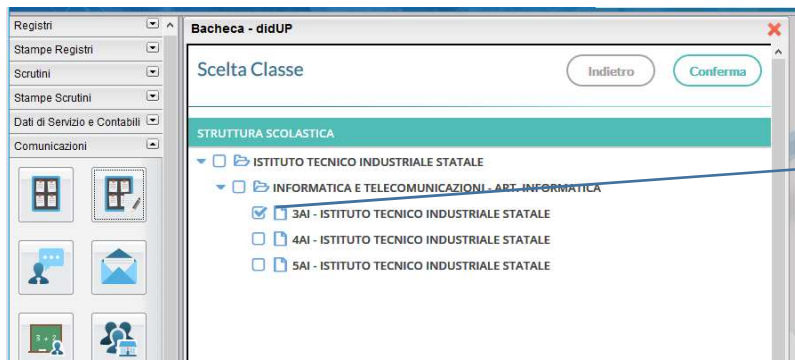 Registri
Stampe Registri
Scrutini
Stampe Scrutini
Dati di Servizio e Contabili
Comunicazioni
3 + 2
Bacheca - didUP
Scelta Classe
Indietro
Conferma
STRUTTURA SCOLASTICA
ISTITUTO TECNICO INDUSTRIALE STATALE
INFORMATICA E TELECOMUNICAZIONI - ART. INFORMATICA
3AI - ISTITUTO TECNICO INDUSTRIALE STATALE
4AI - ISTITUTO TECNICO INDUSTRIALE STATALE
5AI - ISTITUTO TECNICO INDUSTRIALE STATALE